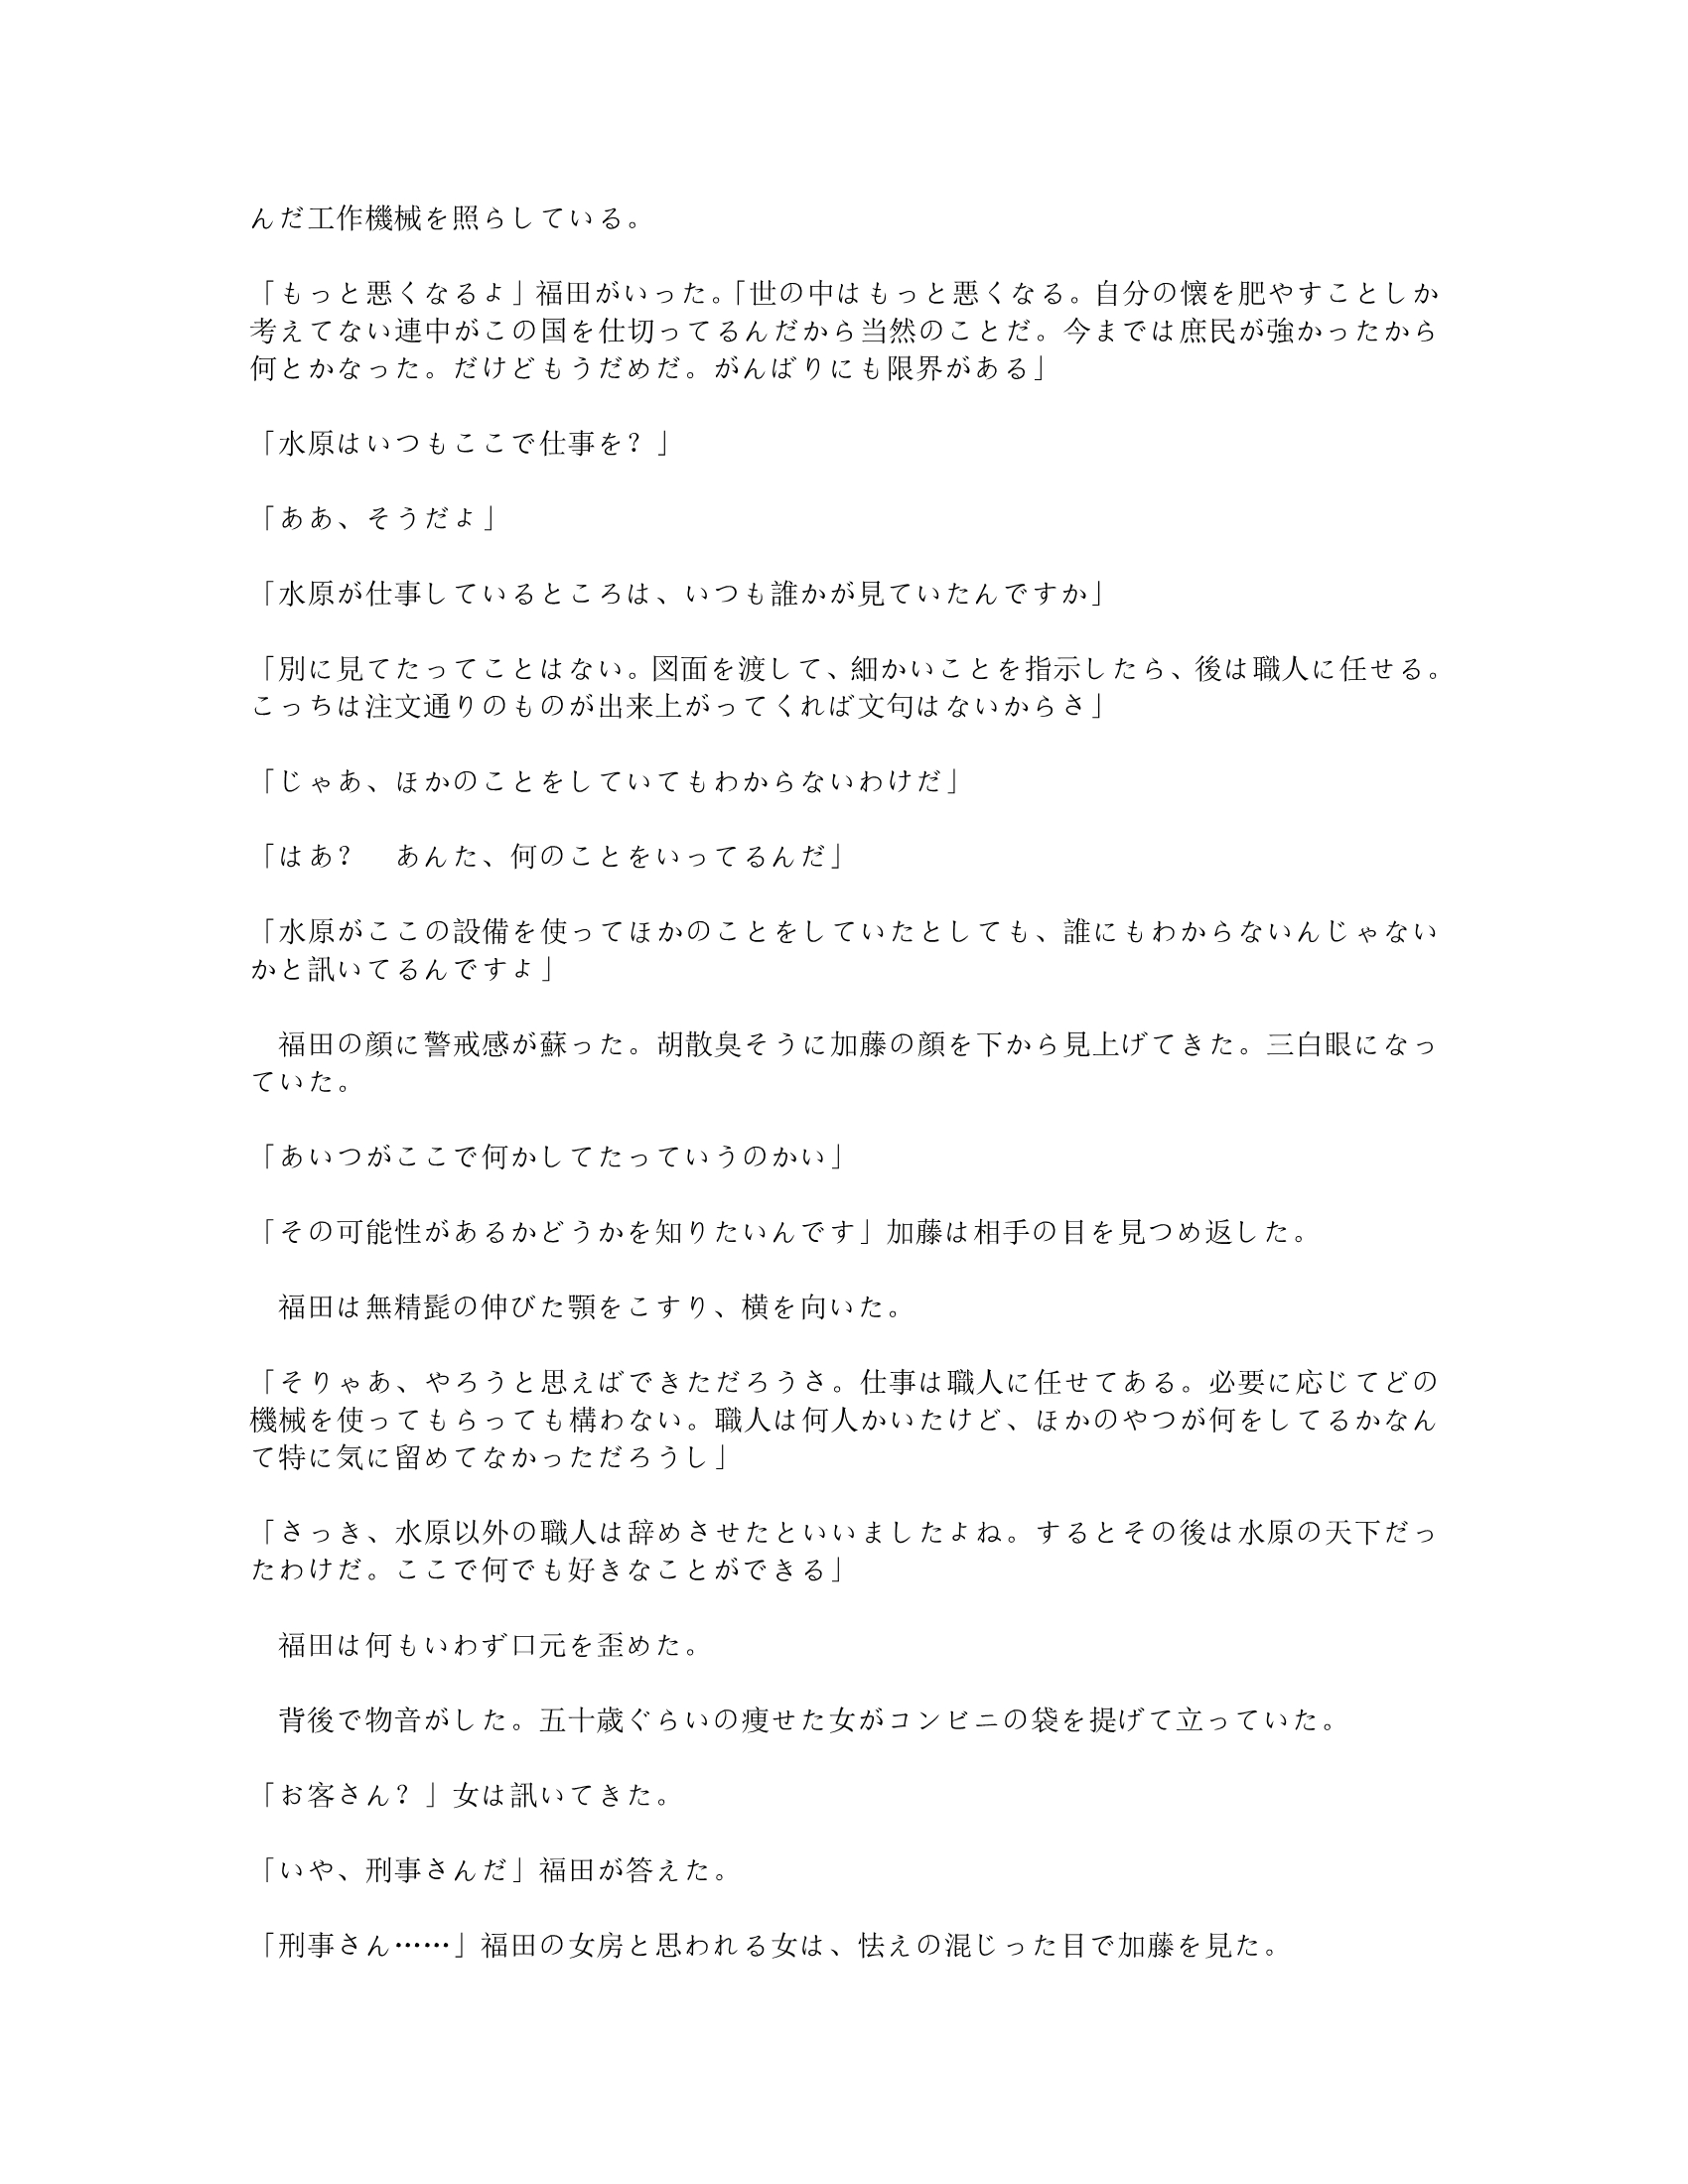 んだ工作機械を照らしている。
「もっと悪くなるよ」福田がいった。「世の中はもっと悪くなる。自分の懐を肥やすことしか
考えてない連中がこの国を仕切ってるんだから当然のことだ。今までは庶民が強かったから
何とかなった。だけどもうだめだ。がんばりにも限界がある」
「水原はいつもここで仕事を？」
「ああ、そうだよ」
「水原が仕事しているところは、いつも誰かが見ていたんですか」
「別に見てたってことはない。図面を渡して、細かいことを指示したら、後は職人に任せる。
こっちは注文通りのものが出来上がってくれば文句はないからさ」
「じゃあ、ほかのことをしていてもわからないわけだ」
「はあ？　あんた、何のことをいってるんだ」
「水原がここの設備を使ってほかのことをしていたとしても、誰にもわからないんじゃない
かと訊いてるんですよ」
　福田の顔に警戒感が蘇った。胡散臭そうに加藤の顔を下から見上げてきた。三白眼になっ
ていた。
「あいつがここで何かしてたっていうのかい」
「その可能性があるかどうかを知りたいんです」加藤は相手の目を見つめ返した。
　福田は無精髭の伸びた顎をこすり、横を向いた。
「そりゃあ、やろうと思えばできただろうさ。仕事は職人に任せてある。必要に応じてどの
機械を使ってもらっても構わない。職人は何人かいたけど、ほかのやつが何をしてるかなん
て特に気に留めてなかっただろうし」
「さっき、水原以外の職人は辞めさせたといいましたよね。するとその後は水原の天下だっ
たわけだ。ここで何でも好きなことができる」
　福田は何もいわず口元を歪めた。
　背後で物音がした。五十歳ぐらいの痩せた女がコンビニの袋を提げて立っていた。
「お客さん？」女は訊いてきた。
「いや、刑事さんだ」福田が答えた。
「刑事さん……」福田の女房と思われる女は、怯えの混じった目で加藤を見た。